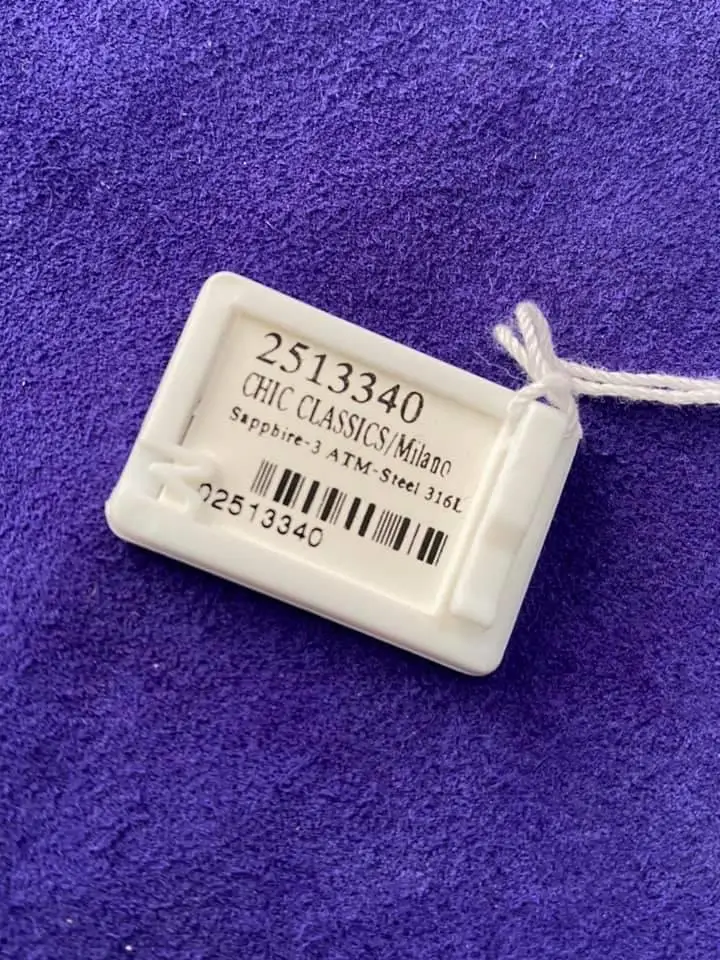 2513340
CHIC CLASSICS/Milano
Sapphire-3 ATM-Steel 316L
02513340